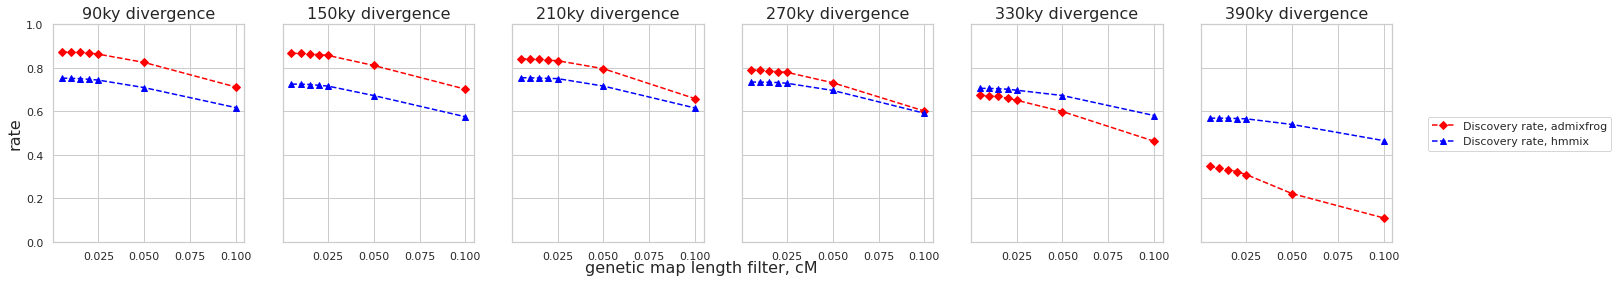 90ky divergence 150ky divergence 210ky divergence 270ky divergence 330ky divergence 390ky divergence
1.0
0.8
0.6
0.4
0.2
0.0
rate
Discovery rate, admixfrog
Discovery rate, hmmix
0.025 0.050 0.075 0.100 0.025 0.050 0.075 0.100 0.025 0.050 0.075 0.100 0.025 0.050 0.075 0.100 0.025 0.050 0.075 0.100 0.025 0.050 0.075 0.100
genetic map length filter, cM